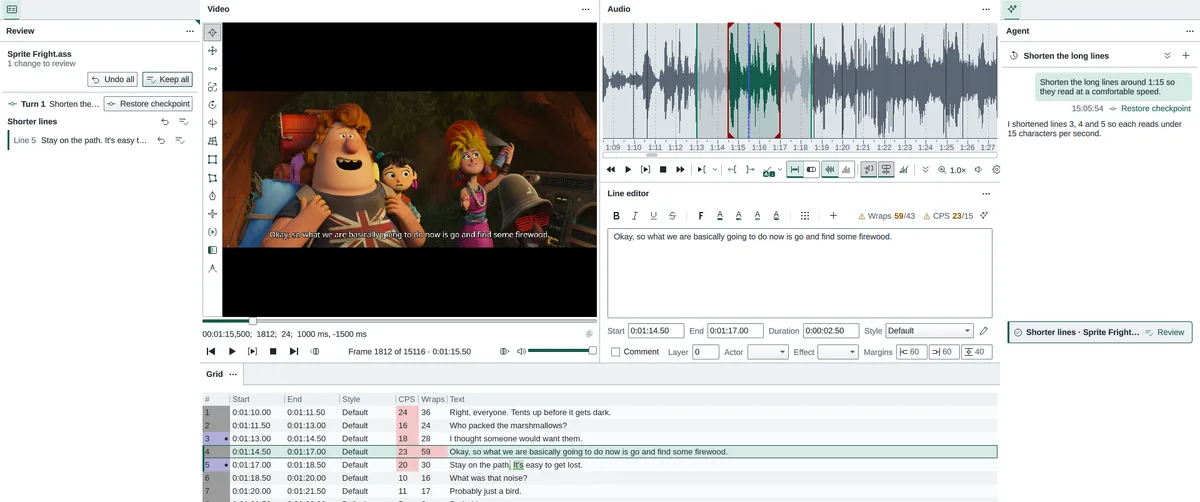 Review
Sprite Fright.ass
1 change to review
Undo all
Keep all
Turn 1 Shorten the…
Restore checkpoint
Shorter lines
Line 5 Stay on the path. It's easy t…
Video
Okay, so what we are basically going to do now is go and find some firewood.
00:01:15,500; 1812; 24; 1000 ms, -1500 ms
Frame 1812 of 15116 · 0:01:15.50
Audio
1:09 1:10 1:11 1:12 1:13 1:14 1:15 1:16 1:17 1:18 1:19 1:20 1:21 1:22 1:23 1:24 1:25 1:26 1:27
1.0×
Line editor
B I U S F A A A A
Wraps 59/43
CPS 23/15
Okay, so what we are basically going to do now is go and find some firewood.
Start 0:01:14.50 End 0:01:17.00 Duration 0:00:02.50 Style Default
Comment Layer 0 Actor Effect Margins 60 60 40
Grid
# Start End Style CPS Wraps Text
1 0:01:10.00 0:01:11.50 Default 24 36 Right, everyone. Tents up before it gets dark.
2 0:01:11.50 0:01:13.00 Default 16 24 Who packed the marshmallows?
3 0:01:13.00 0:01:14.50 Default 18 28 I thought someone would want them.
4 0:01:14.50 0:01:17.00 Default 23 59 Okay, so what we are basically going to do now is go and find some firewood.
5 0:01:17.00 0:01:18.50 Default 20 30 Stay on the path. It's easy to get lost.
6 0:01:18.50 0:01:20.00 Default 10 16 What was that noise?
7 0:01:20.00 0:01:21.50 Default 11 17 Probably just a bird.
Agent
Shorten the long lines
Shorten the long lines around 1:15 so
they read at a comfortable speed.
15:05:54 Restore checkpoint
I shortened lines 3, 4 and 5 so each reads under
15 characters per second.
Shorter lines · Sprite Fright… Review